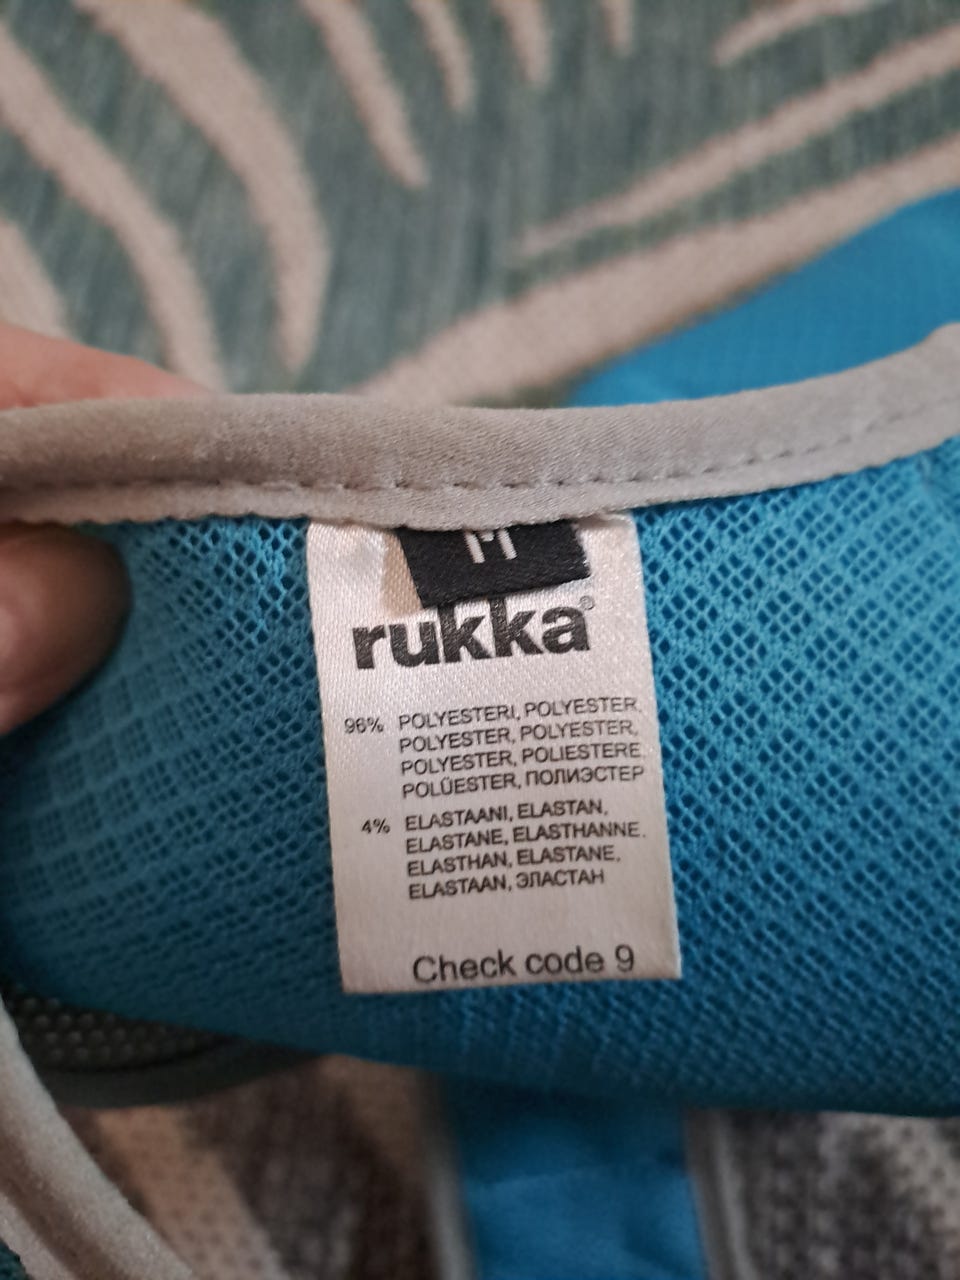 M
rukka®
96% POLYESTERI, POLYESTER,
POLYESTER, POLYESTER,
POLYESTER, POLIESTERE
POLÜESTER, ПОЛИЭСТЕР
4% ELASTAANI, ELASTAN,
ELASTANE, ELASTHANNE,
ELASTHAN, ELASTANE,
ELASTAAN, ЭЛАСТАН
Check code 9